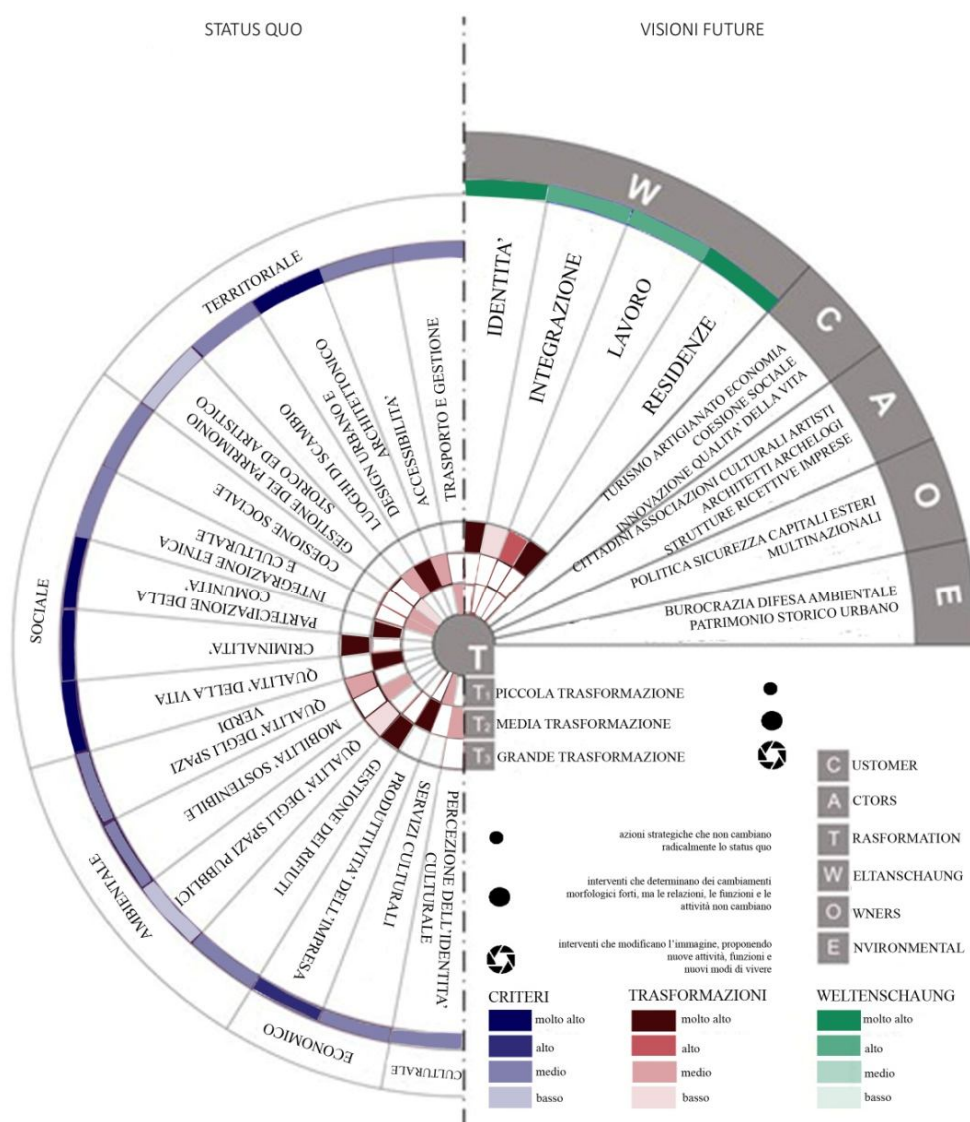 STATUS QUO
VISIONI FUTURE
W
C
A
O
E
IDENTITA'
INTEGRAZIONE
LAVORO
RESIDENZE
TURISMO ARTIGIANATO ECONOMIA
COESIONE SOCIALE
INNOVAZIONE QUALITA' DELLA VITA
CITTADINI ASSOCIAZIONI CULTURALI ARTISTI
ARCHITETTI ARCHELOGI
STRUTTURE RICETTIVE IMPRESE
POLITICA SICUREZZA CAPITALI ESTERI
MULTINAZIONALI
BUROCRAZIA DIFESA AMBIENTALE
PATRIMONIO STORICO URBANO
TERRITORIALE
SOCIALE
AMBIENTALE
ECONOMICO
CULTURALE
TRASPORTO E GESTIONE
ACCESSIBILITA'
DESIGN URBANO E
ARCHITETTONICO
LUOGHI DI SCAMBIO
GESTIONE DEL PARRIMONIO
STORICO ED ARTISTICO
COESIONE SOCIALE
INTEGRAZIONE ETNICA
E CULTURALE
PARTECIPAZIONE DELLA
COMUNITA'
CRIMINALITA'
QUALITA' DELLA VITA
QUALITA' DEGLI SPAZI
VERDI
MOBILITA' SOSTENIBILE
QUALITA' DEGLI SPAZI PUBBLICI
GESTIONE DEI RIFIUTI
PRODUTTIVITA' DELL'IMPRESA
SERVIZI CULTURALI
PERCEZIONE DELL'IDENTITA'
CULTURALE
T
T1 PICCOLA TRASFORMAZIONE
T2 MEDIA TRASFORMAZIONE
T3 GRANDE TRASFORMAZIONE
C USTOMER
A CTORS
T RASFORMATION
W ELTANSCHAUNG
O WNERS
E NVIRONMENTAL
azioni strategiche che non cambiano
radicalmente lo status quo
interventi che determinano dei cambiamenti
morfologici forti, ma le relazioni, le funzioni e le
attività non cambiano
interventi che modificano l'immagine, proponendo
nuove attività, funzioni e
nuovi modi di vivere
CRITERI
molto alto
alto
medio
basso
TRASFORMAZIONI
molto alto
alto
medio
basso
WELTENSCHAUNG
molto alto
alto
medio
basso